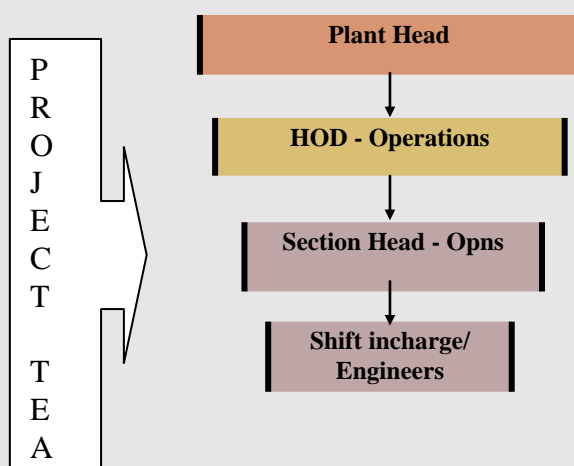 P
R
O
J
E
C
T
T
E
A
Plant Head
HOD - Operations
Section Head - Opns
Shift incharge/
Engineers